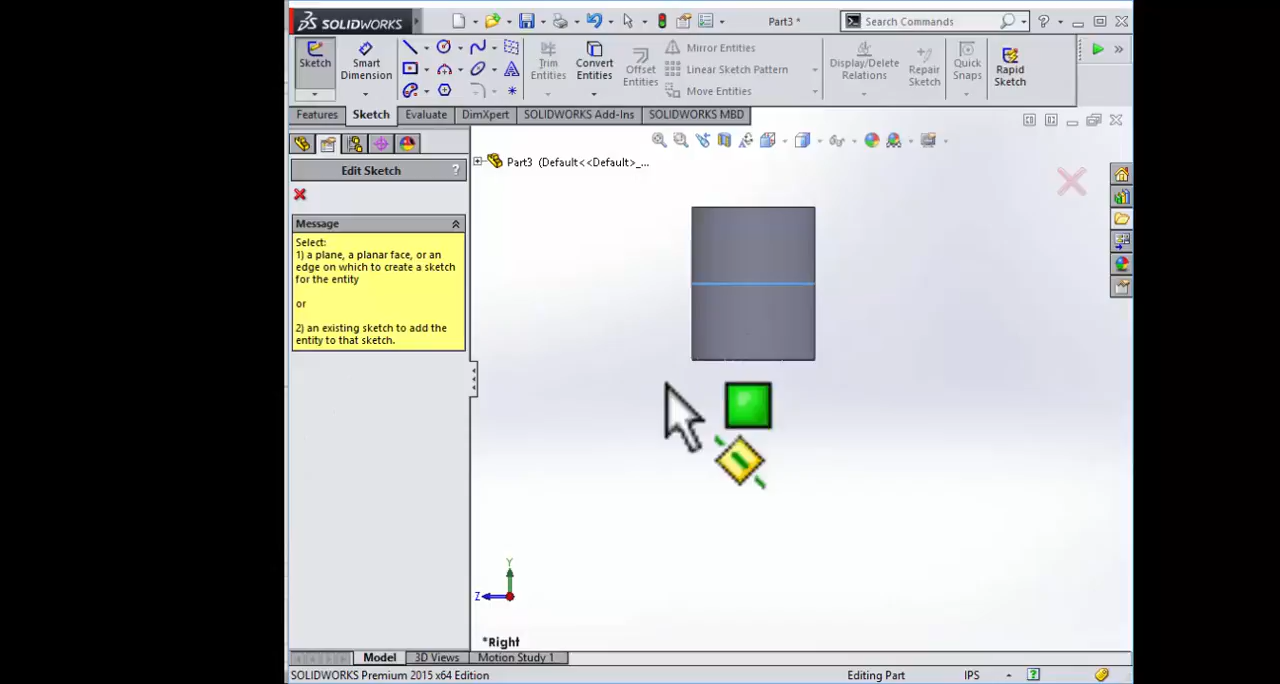 SOLIDWORKS
Part3 *
Search Commands
Sketch
Smart Dimension
Trim Entities
Convert Entities
Offset Entities
Mirror Entities
Linear Sketch Pattern
Move Entities
Display/Delete Relations
Repair Sketch
Quick Snaps
Rapid Sketch
Features
Sketch
Evaluate
DimXpert
SOLIDWORKS Add-Ins
SOLIDWORKS MBD
Edit Sketch
?
Part3 (Default<<Default>_...
Message
Select:
1) a plane, a planar face, or an
edge on which to create a sketch
for the entity
or
2) an existing sketch to add the
entity to that sketch.
Y
Z
*Right
Model
3D Views
Motion Study 1
SOLIDWORKS Premium 2015 x64 Edition
Editing Part
IPS